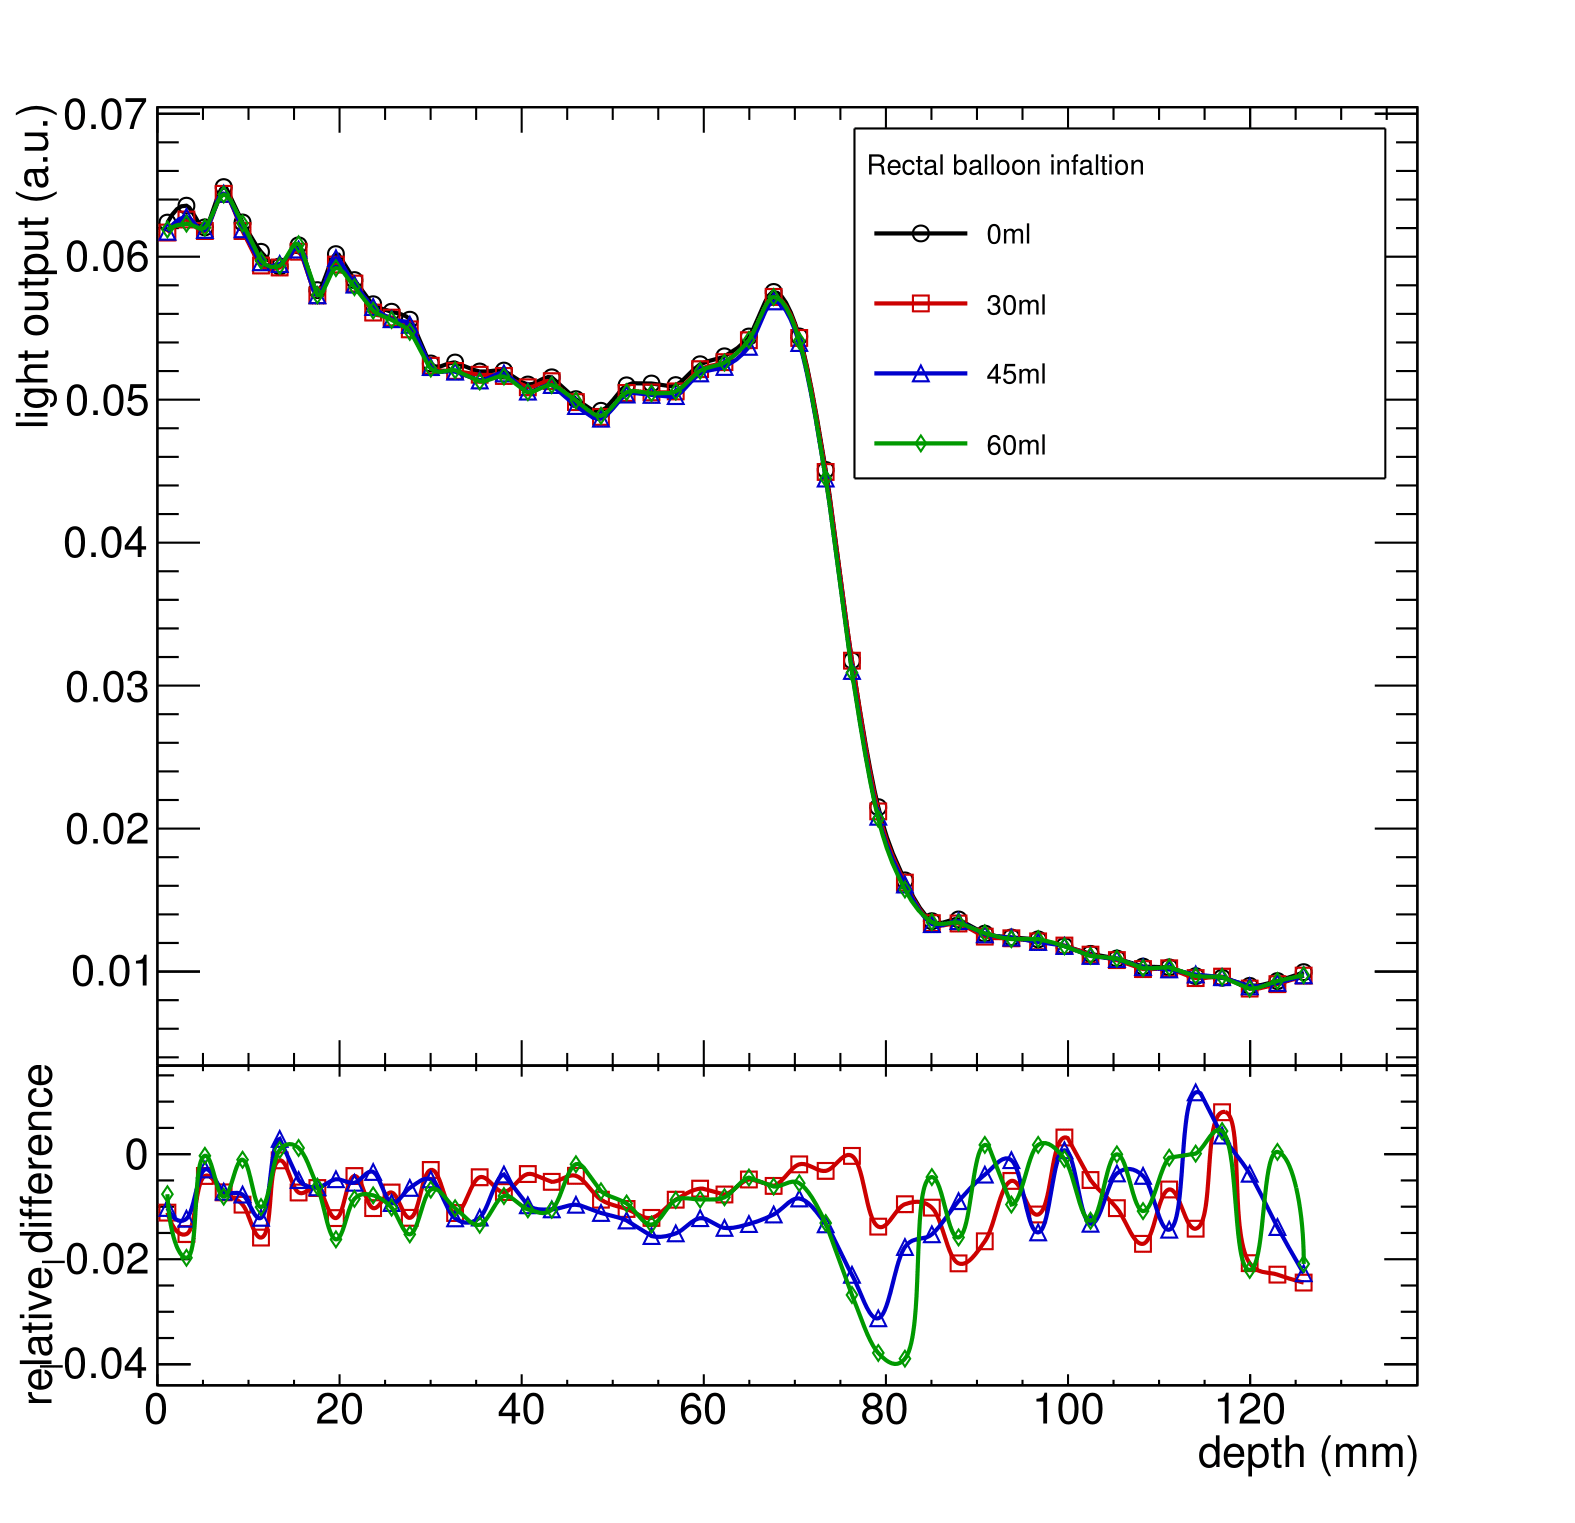 light output (a.u.)
0.07
0.06
0.05
0.04
0.03
0.02
0.01
Rectal balloon infaltion
0ml
30ml
45ml
60ml
relative difference
0
−0.02
−0.04
0 20 40 60 80 100 120
depth (mm)